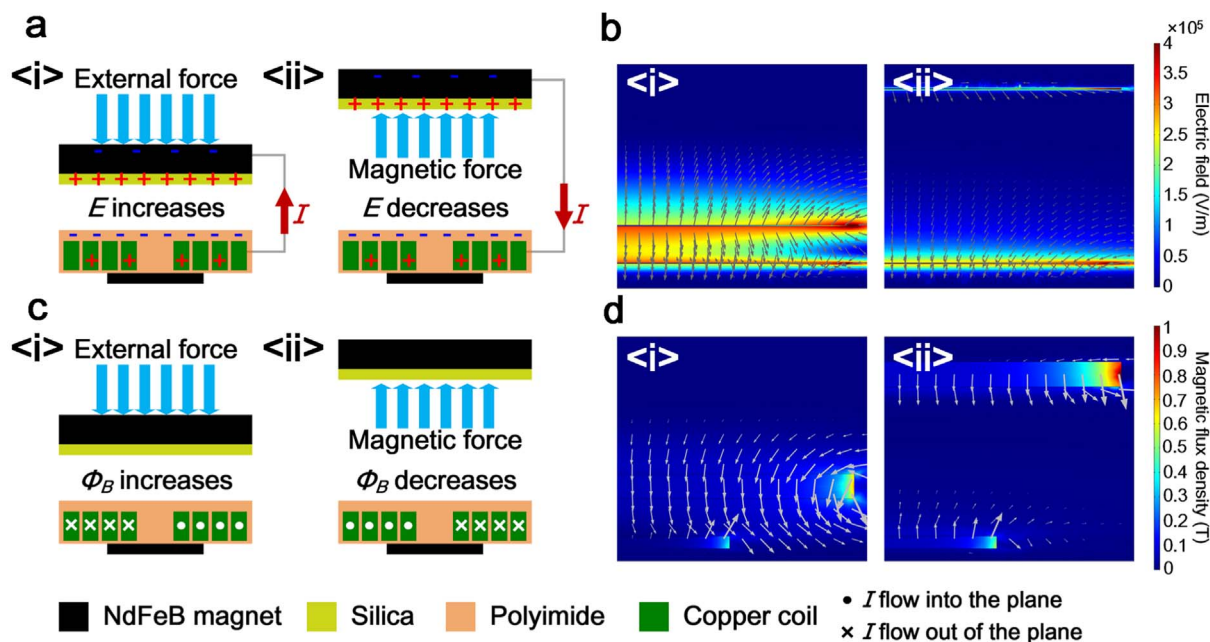 a
<i>
External force
E increases
I
<ii>
Magnetic force
E decreases
I
b
<i>
<ii>
×10⁵
4
3.5
3
2.5
2
1.5
1
0.5
0
Electric field (V/m)
c
<i>
External force
Φ_B increases
<ii>
Magnetic force
Φ_B decreases
d
<i>
<ii>
1
0.9
0.8
0.7
0.6
0.5
0.4
0.3
0.2
0.1
0
Magnetic flux density (T)
NdFeB magnet
Silica
Polyimide
Copper coil
• I flow into the plane
× I flow out of the plane